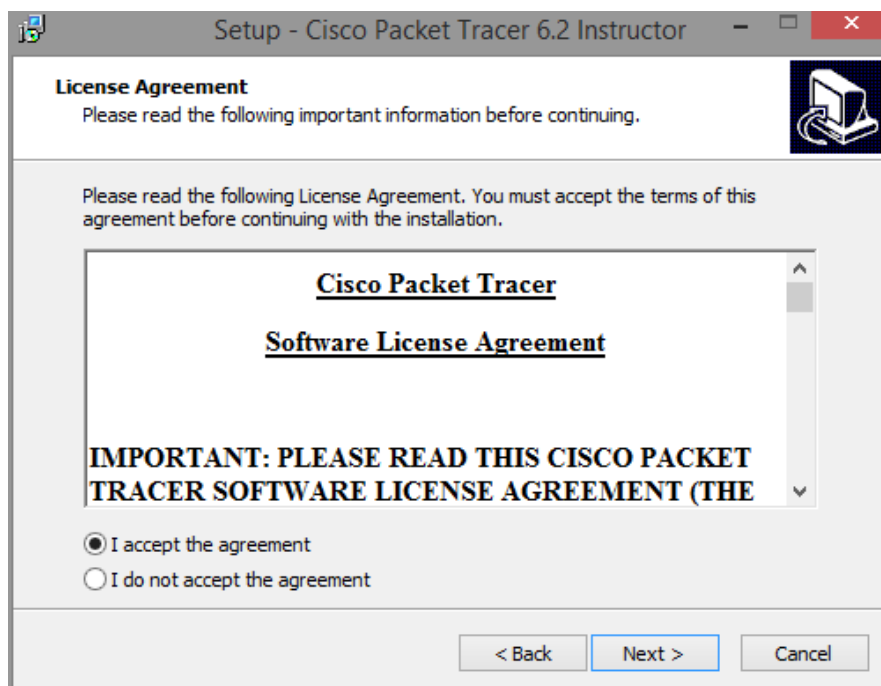 Setup - Cisco Packet Tracer 6.2 Instructor
License Agreement
Please read the following important information before continuing.
Please read the following License Agreement. You must accept the terms of this
agreement before continuing with the installation.
Cisco Packet Tracer
Software License Agreement
IMPORTANT: PLEASE READ THIS CISCO PACKET
TRACER SOFTWARE LICENSE AGREEMENT (THE
I accept the agreement
I do not accept the agreement
< Back Next > Cancel